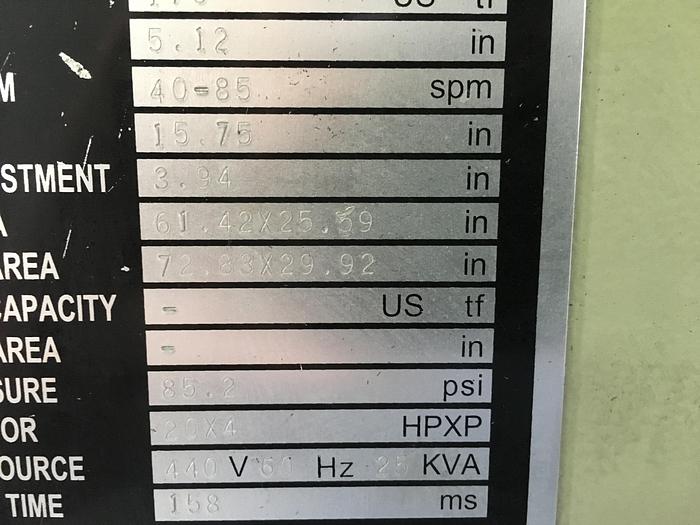 US tf
5.12 in
M 40-85 spm
15.75 in
STMENT 3.94 in
A 61.42X25.59 in
AREA 72.83X29.92 in
CAPACITY - US tf
AREA - in
SURE 85.2 psi
OR 20X4 HPXP
OURCE 440 V 60 Hz 25 KVA
TIME 158 ms